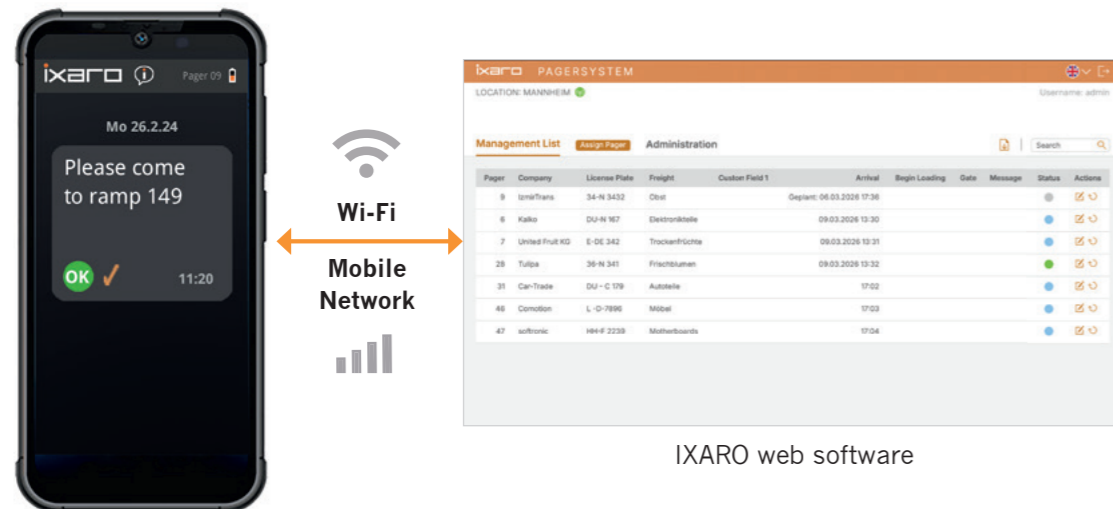 ixaro i Pager 09
Mo 26.2.24
Please come
to ramp 149
OK 11:20
Wi-Fi
Mobile
Network
ixaro PAGERSYSTEM
LOCATION: MANNHEIM Username: admin
Management List Assign Pager Administration Search
Pager Company License Plate Freight Custom Field 1 Arrival Begin Loading Gate Message Status Actions
9 IzmirTrans 34-N 3432 Obst Geplant: 06.03.2026 17:36
6 Kalko DU-N 167 Elektronikteile 09.03.2026 13:30
7 United Fruit KG E-DE 342 Trockenfrüchte 09.03.2026 13:31
28 Tulips 36-N 341 Frischblumen 09.03.2026 13:32
31 Car-Trade DU - C 179 Autoteile 17:02
46 Comotion L -O-7896 Möbel 17:03
47 softronic HH-F 2239 Motherboards 17:04
IXARO web software